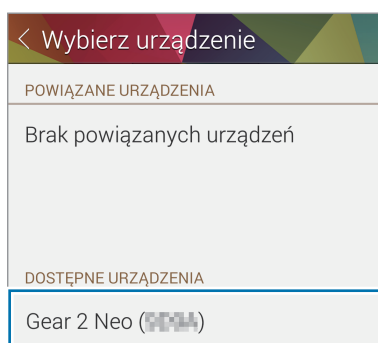 Wybierz urządzenie
POWIĄZANE URZĄDZENIA
Brak powiązanych urządzeń
DOSTĘPNE URZĄDZENIA
Gear 2 Neo ()